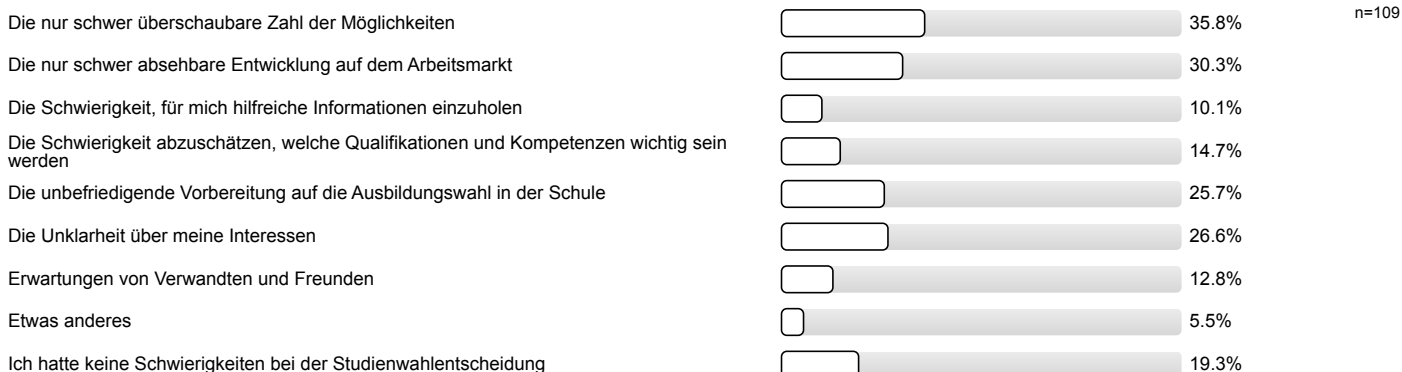 Die nur schwer überschaubare Zahl der Möglichkeiten 35.8% n=109
Die nur schwer absehbare Entwicklung auf dem Arbeitsmarkt 30.3%
Die Schwierigkeit, für mich hilfreiche Informationen einzuholen 10.1%
Die Schwierigkeit abzuschätzen, welche Qualifikationen und Kompetenzen wichtig sein
werden 14.7%
Die unbefriedigende Vorbereitung auf die Ausbildungswahl in der Schule 25.7%
Die Unklarheit über meine Interessen 26.6%
Erwartungen von Verwandten und Freunden 12.8%
Etwas anderes 5.5%
Ich hatte keine Schwierigkeiten bei der Studienwahlentscheidung 19.3%